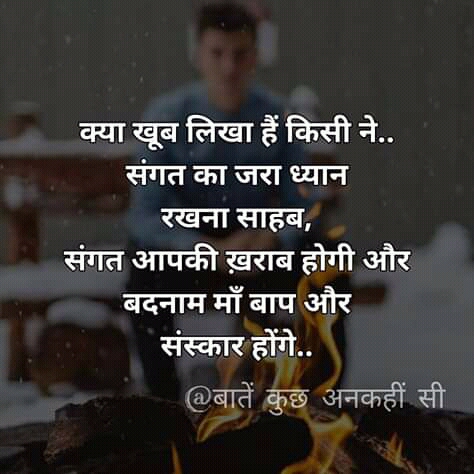 क्या खूब लिखा हैं किसी ने..
संगत का जरा ध्यान
रखना साहब,
संगत आपकी ख़राब होगी और
बदनाम माँ बाप और
संस्कार होंगे..
@बातें कुछ अनकहीं सी